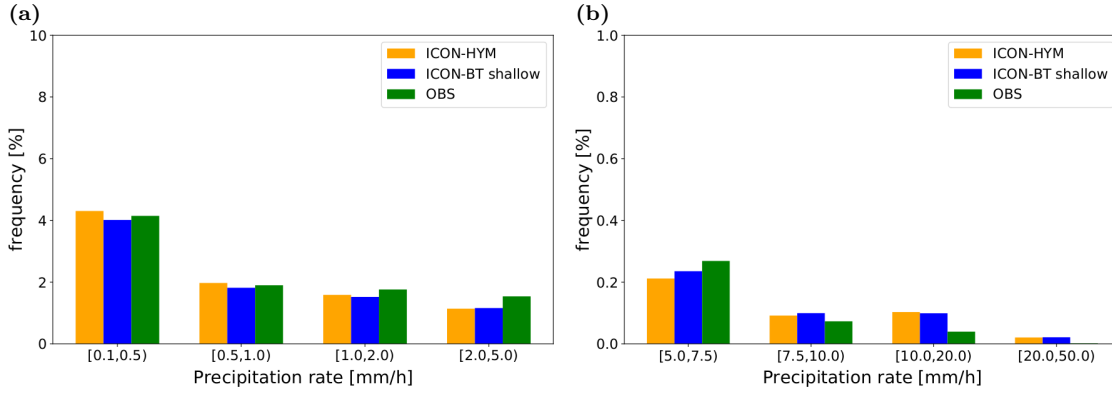 (a)
10
8
6
4
2
0
frequency [%]
ICON-HYM
ICON-BT shallow
OBS
[0.1,0.5)
[0.5,1.0)
[1.0,2.0)
[2.0,5.0)
Precipitation rate [mm/h]
(b)
1.0
0.8
0.6
0.4
0.2
0.0
frequency [%]
ICON-HYM
ICON-BT shallow
OBS
[5.0,7.5)
[7.5,10.0)
[10.0,20.0)
[20.0,50.0)
Precipitation rate [mm/h]